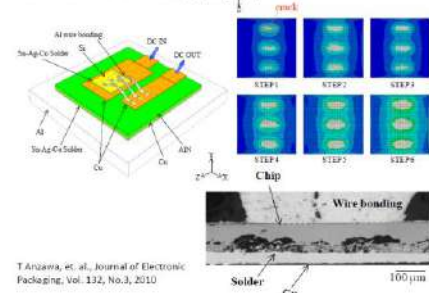 crack
Al wire bonding
DC IN
DC OUT
Si
Sn-Ag-Cu Solder
Al
Sn-Ag-Cu Solder
Cu
Cu
AlN
Z
X
STEP1
STEP2
STEP3
STEP4
STEP5
STEP6
Chip
Wire bonding
Solder
Cu
100μm
T Anzawa, et. al., Journal of Electronic
Packaging, Vol. 132, No.3, 2010